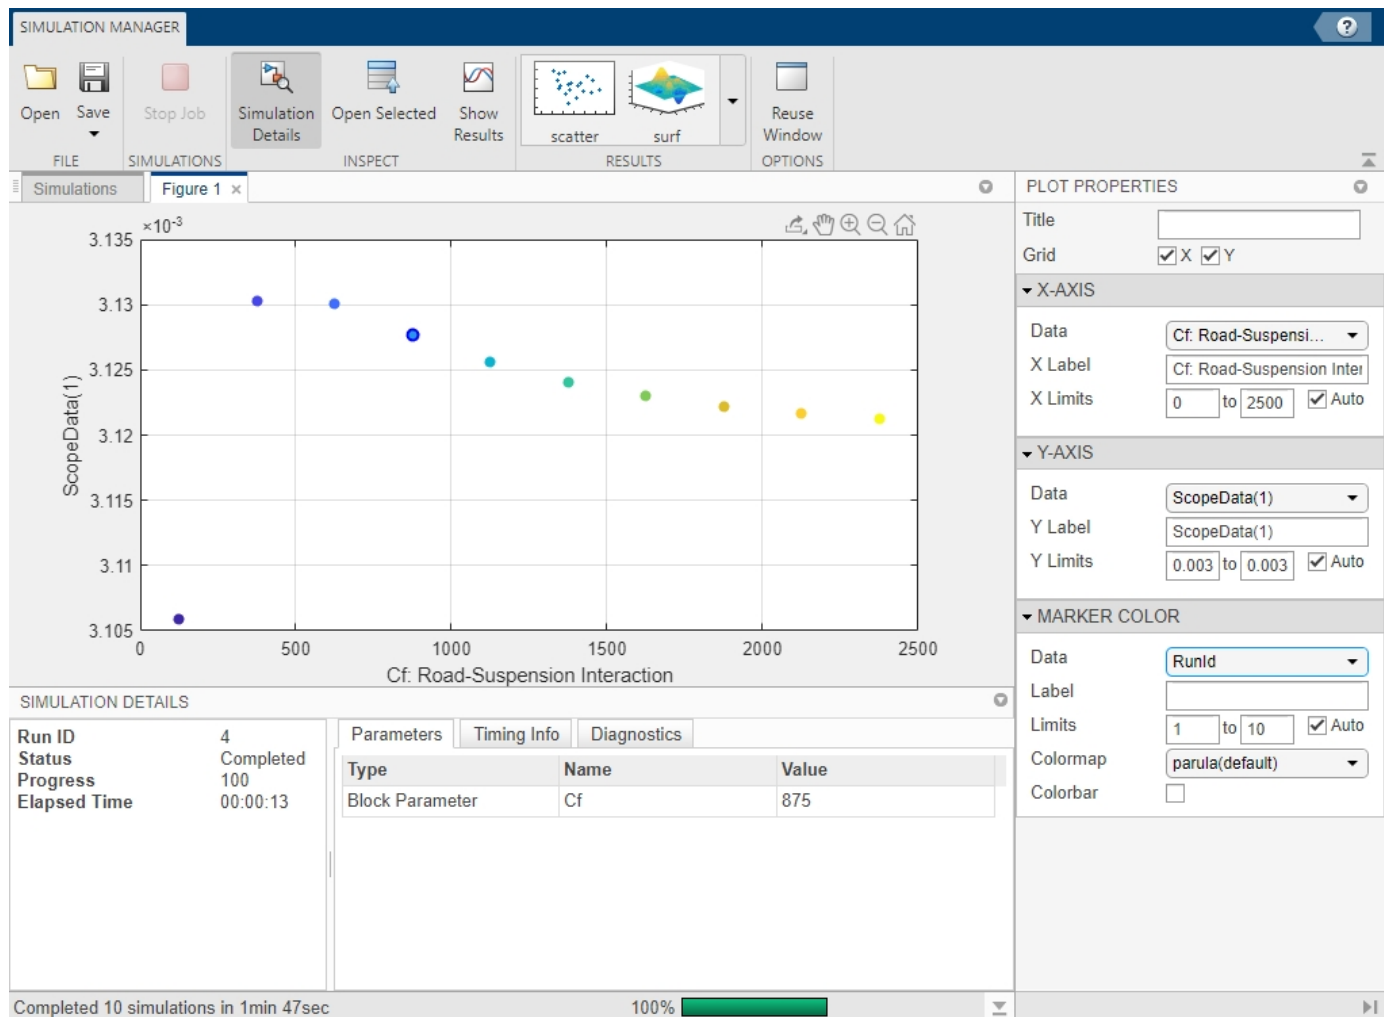 SIMULATION MANAGER
?
Open
Save
Stop Job
Simulation
Details
Open Selected
Show
Results
scatter
surf
Reuse
Window
FILE
SIMULATIONS
INSPECT
RESULTS
OPTIONS
Simulations
Figure 1 ×
×10-3
3.135
3.13
3.125
3.12
3.115
3.11
3.105
0
500
1000
1500
2000
2500
ScopeData(1)
Cf: Road-Suspension Interaction
PLOT PROPERTIES
Title
Grid X Y
X-AXIS
Data Cf: Road-Suspensi...
X Label Cf: Road-Suspension Inter
X Limits 0 to 2500 Auto
Y-AXIS
Data ScopeData(1)
Y Label ScopeData(1)
Y Limits 0.003 to 0.003 Auto
MARKER COLOR
Data RunId
Label
Limits 1 to 10 Auto
Colormap parula(default)
Colorbar
SIMULATION DETAILS
Run ID 4
Status Completed
Progress 100
Elapsed Time 00:00:13
Parameters Timing Info Diagnostics
Type Name Value
Block Parameter Cf 875
Completed 10 simulations in 1min 47sec
100%